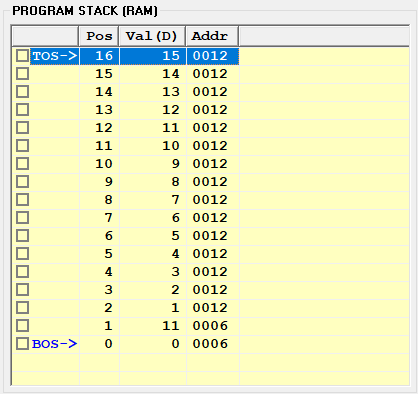 PROGRAM STACK (RAM)
Pos Val(D) Addr
TOS-> 16 15 0012
15 14 0012
14 13 0012
13 12 0012
12 11 0012
11 10 0012
10 9 0012
9 8 0012
8 7 0012
7 6 0012
6 5 0012
5 4 0012
4 3 0012
3 2 0012
2 1 0012
1 11 0006
BOS-> 0 0 0006